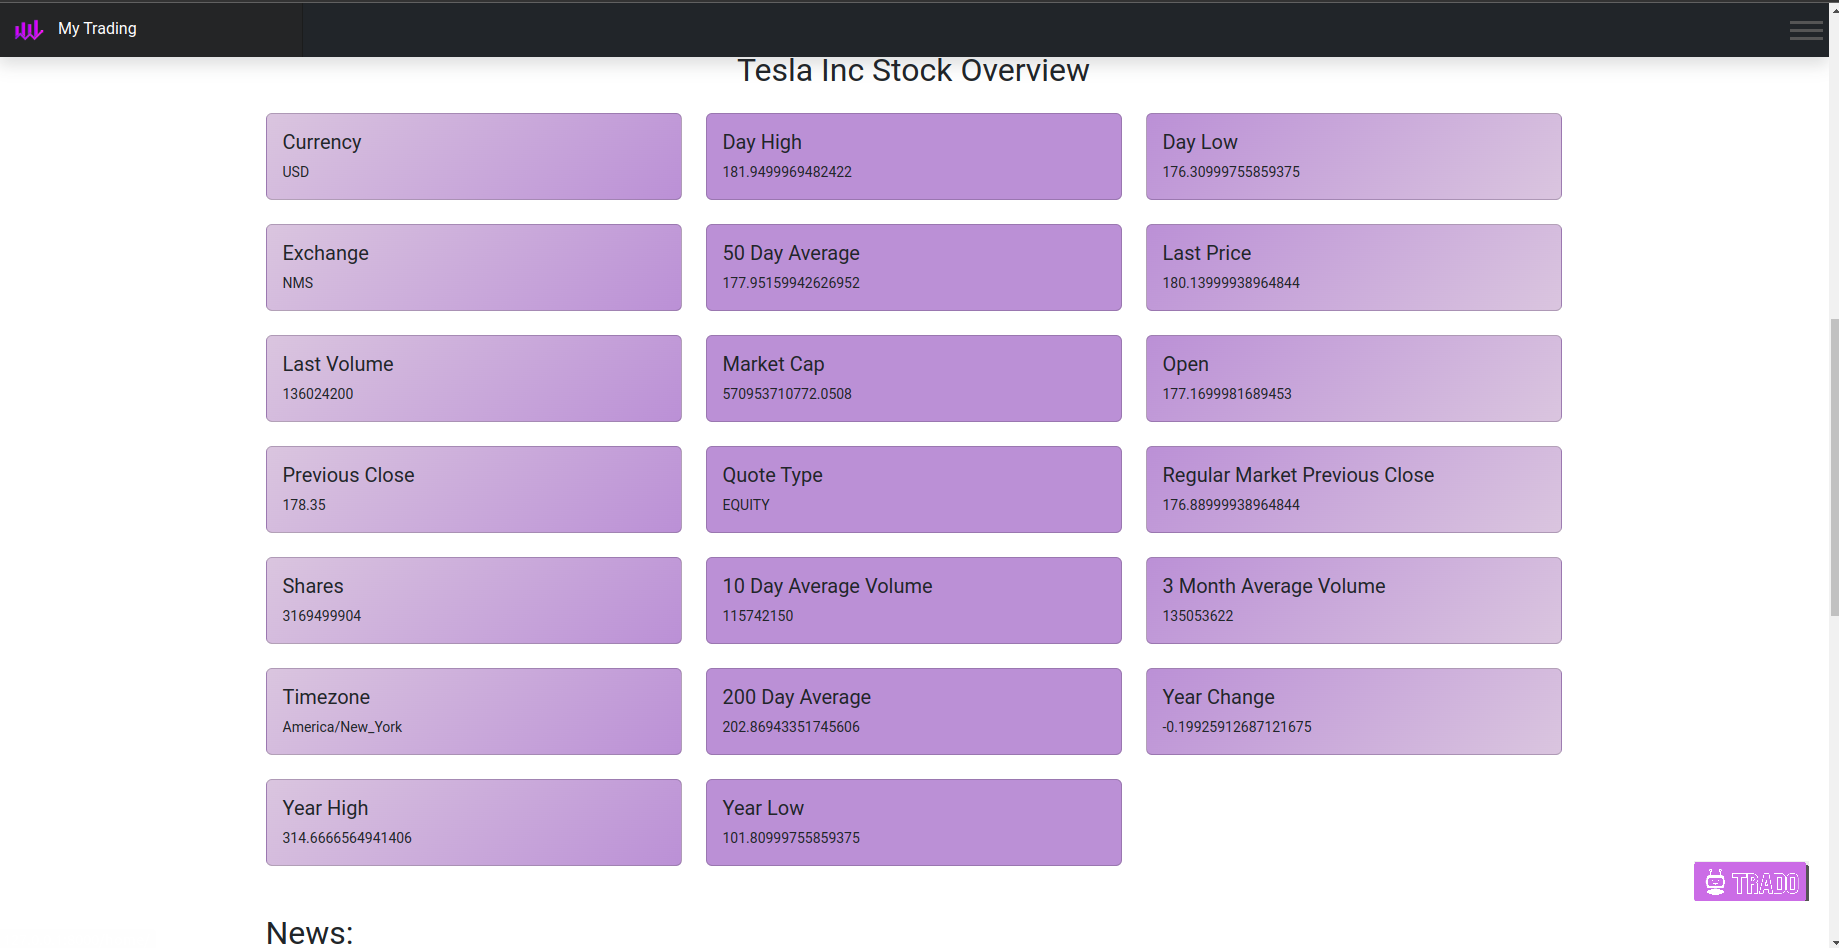 My Trading
Tesla Inc Stock Overview
Currency
USD
Day High
181.9499969482422
Day Low
176.30999755859375
Exchange
NMS
50 Day Average
177.95159942626952
Last Price
180.13999938964844
Last Volume
136024200
Market Cap
570953710772.0508
Open
177.1699981689453
Previous Close
178.35
Quote Type
EQUITY
Regular Market Previous Close
176.88999938964844
Shares
3169499904
10 Day Average Volume
115742150
3 Month Average Volume
135053622
Timezone
America/New_York
200 Day Average
202.86943351745606
Year Change
-0.19925912687121675
Year High
314.6666564941406
Year Low
101.80999755859375
TRADO
News: